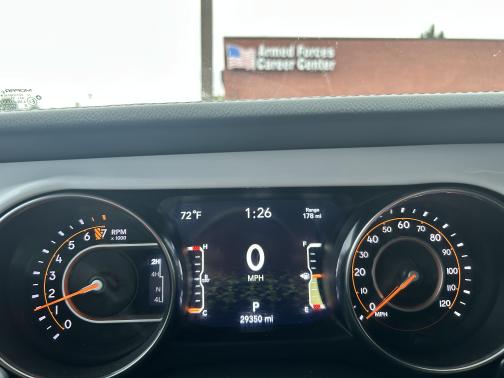 Armed Forces
Career Center
MOPAR
72°F
1:26
Range
178 mi
H
C
0
MPH
F
E
P
29350 mi
RPM
x 1000
0
1
2
3
4
5
6
7
2H
4H
N
4L
0
10
20
30
40
50
60
70
80
90
100
110
120
MPH